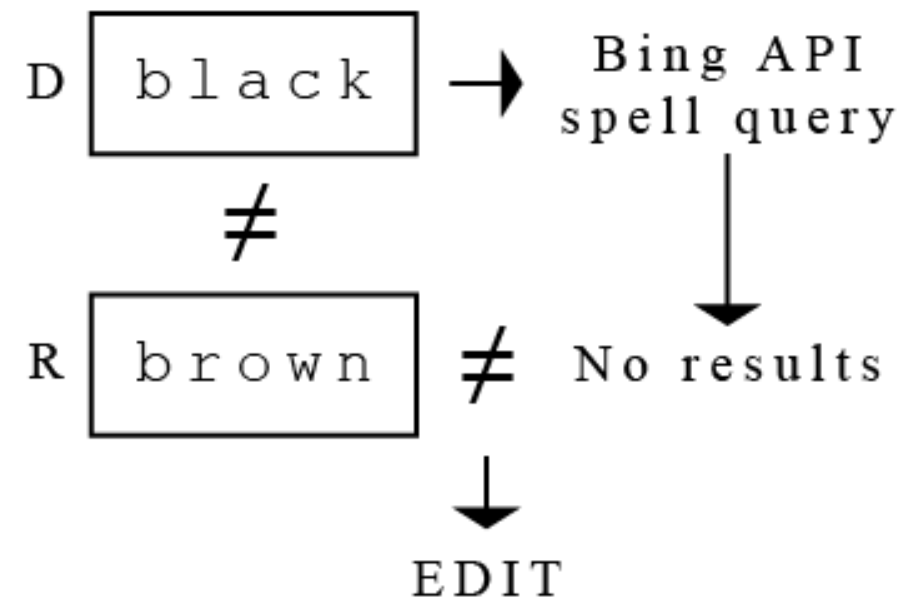 D black → Bing API
spell query
≠
R brown ≠ No results
EDIT